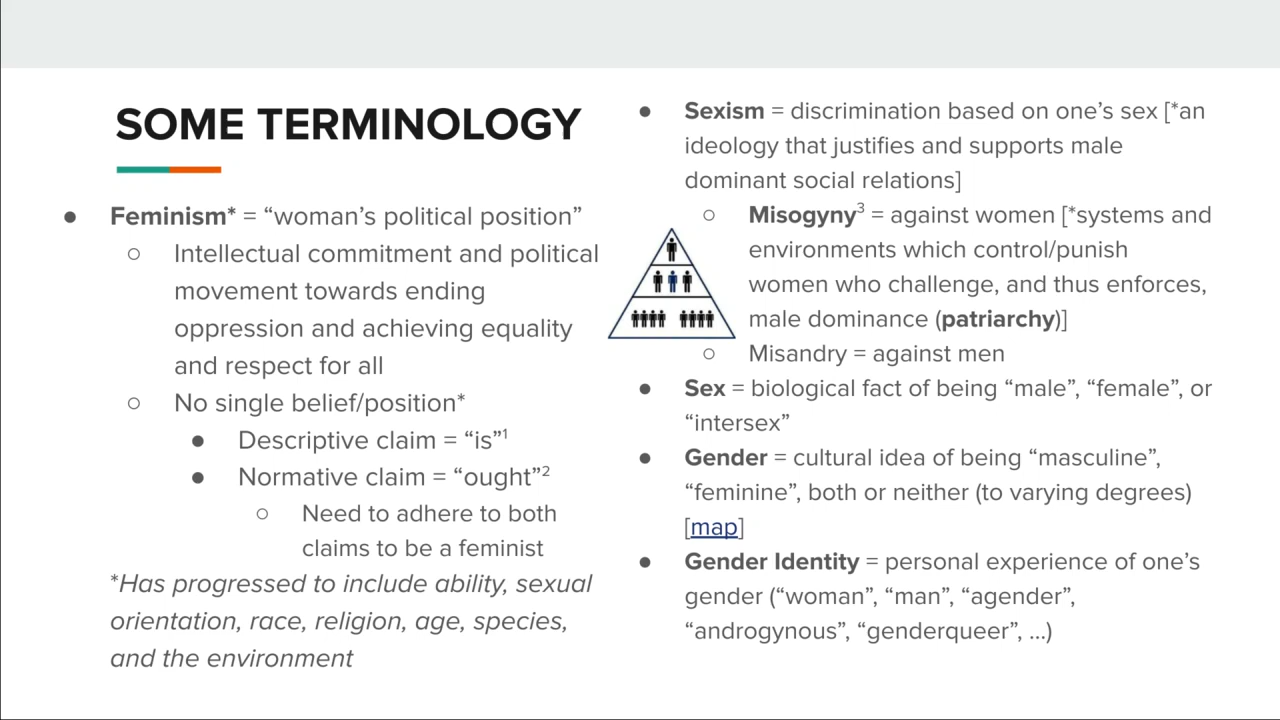 SOME TERMINOLOGY
● Feminism* = “woman’s political position”
○ Intellectual commitment and political
movement towards ending
oppression and achieving equality
and respect for all
○ No single belief/position*
● Descriptive claim = “is”¹
● Normative claim = “ought”²
○ Need to adhere to both
claims to be a feminist
*Has progressed to include ability, sexual
orientation, race, religion, age, species,
and the environment
● Sexism = discrimination based on one’s sex [*an
ideology that justifies and supports male
dominant social relations]
○ Misogyny³ = against women [*systems and
environments which control/punish
women who challenge, and thus enforces,
male dominance (patriarchy)]
○ Misandry = against men
● Sex = biological fact of being “male”, “female”, or
“intersex”
● Gender = cultural idea of being “masculine”,
“feminine”, both or neither (to varying degrees)
[map]
● Gender Identity = personal experience of one’s
gender (“woman”, “man”, “agender”,
“androgynous”, “genderqueer”, ...)